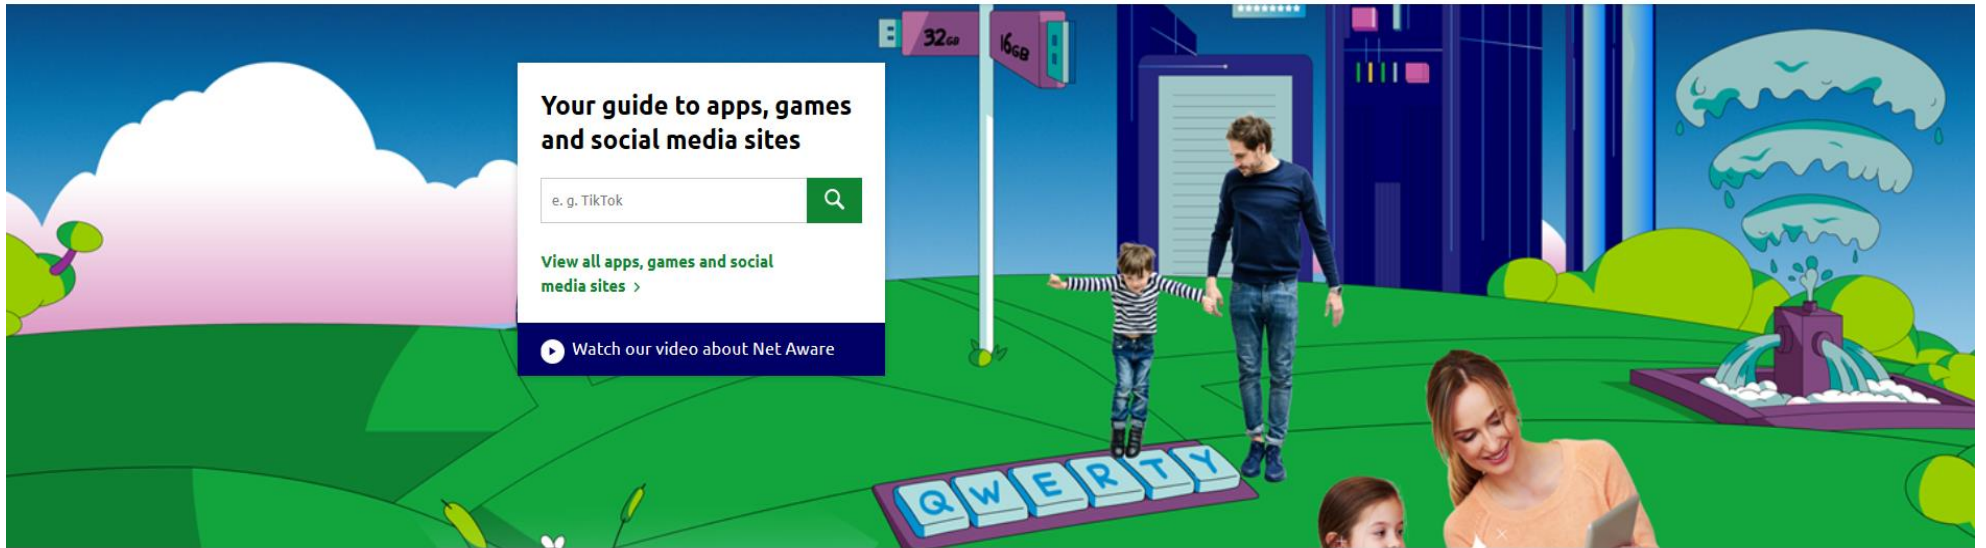 32GB
16GB
Your guide to apps, games
and social media sites
e. g. TikTok
View all apps, games and social
media sites >
Watch our video about Net Aware
QWERTY